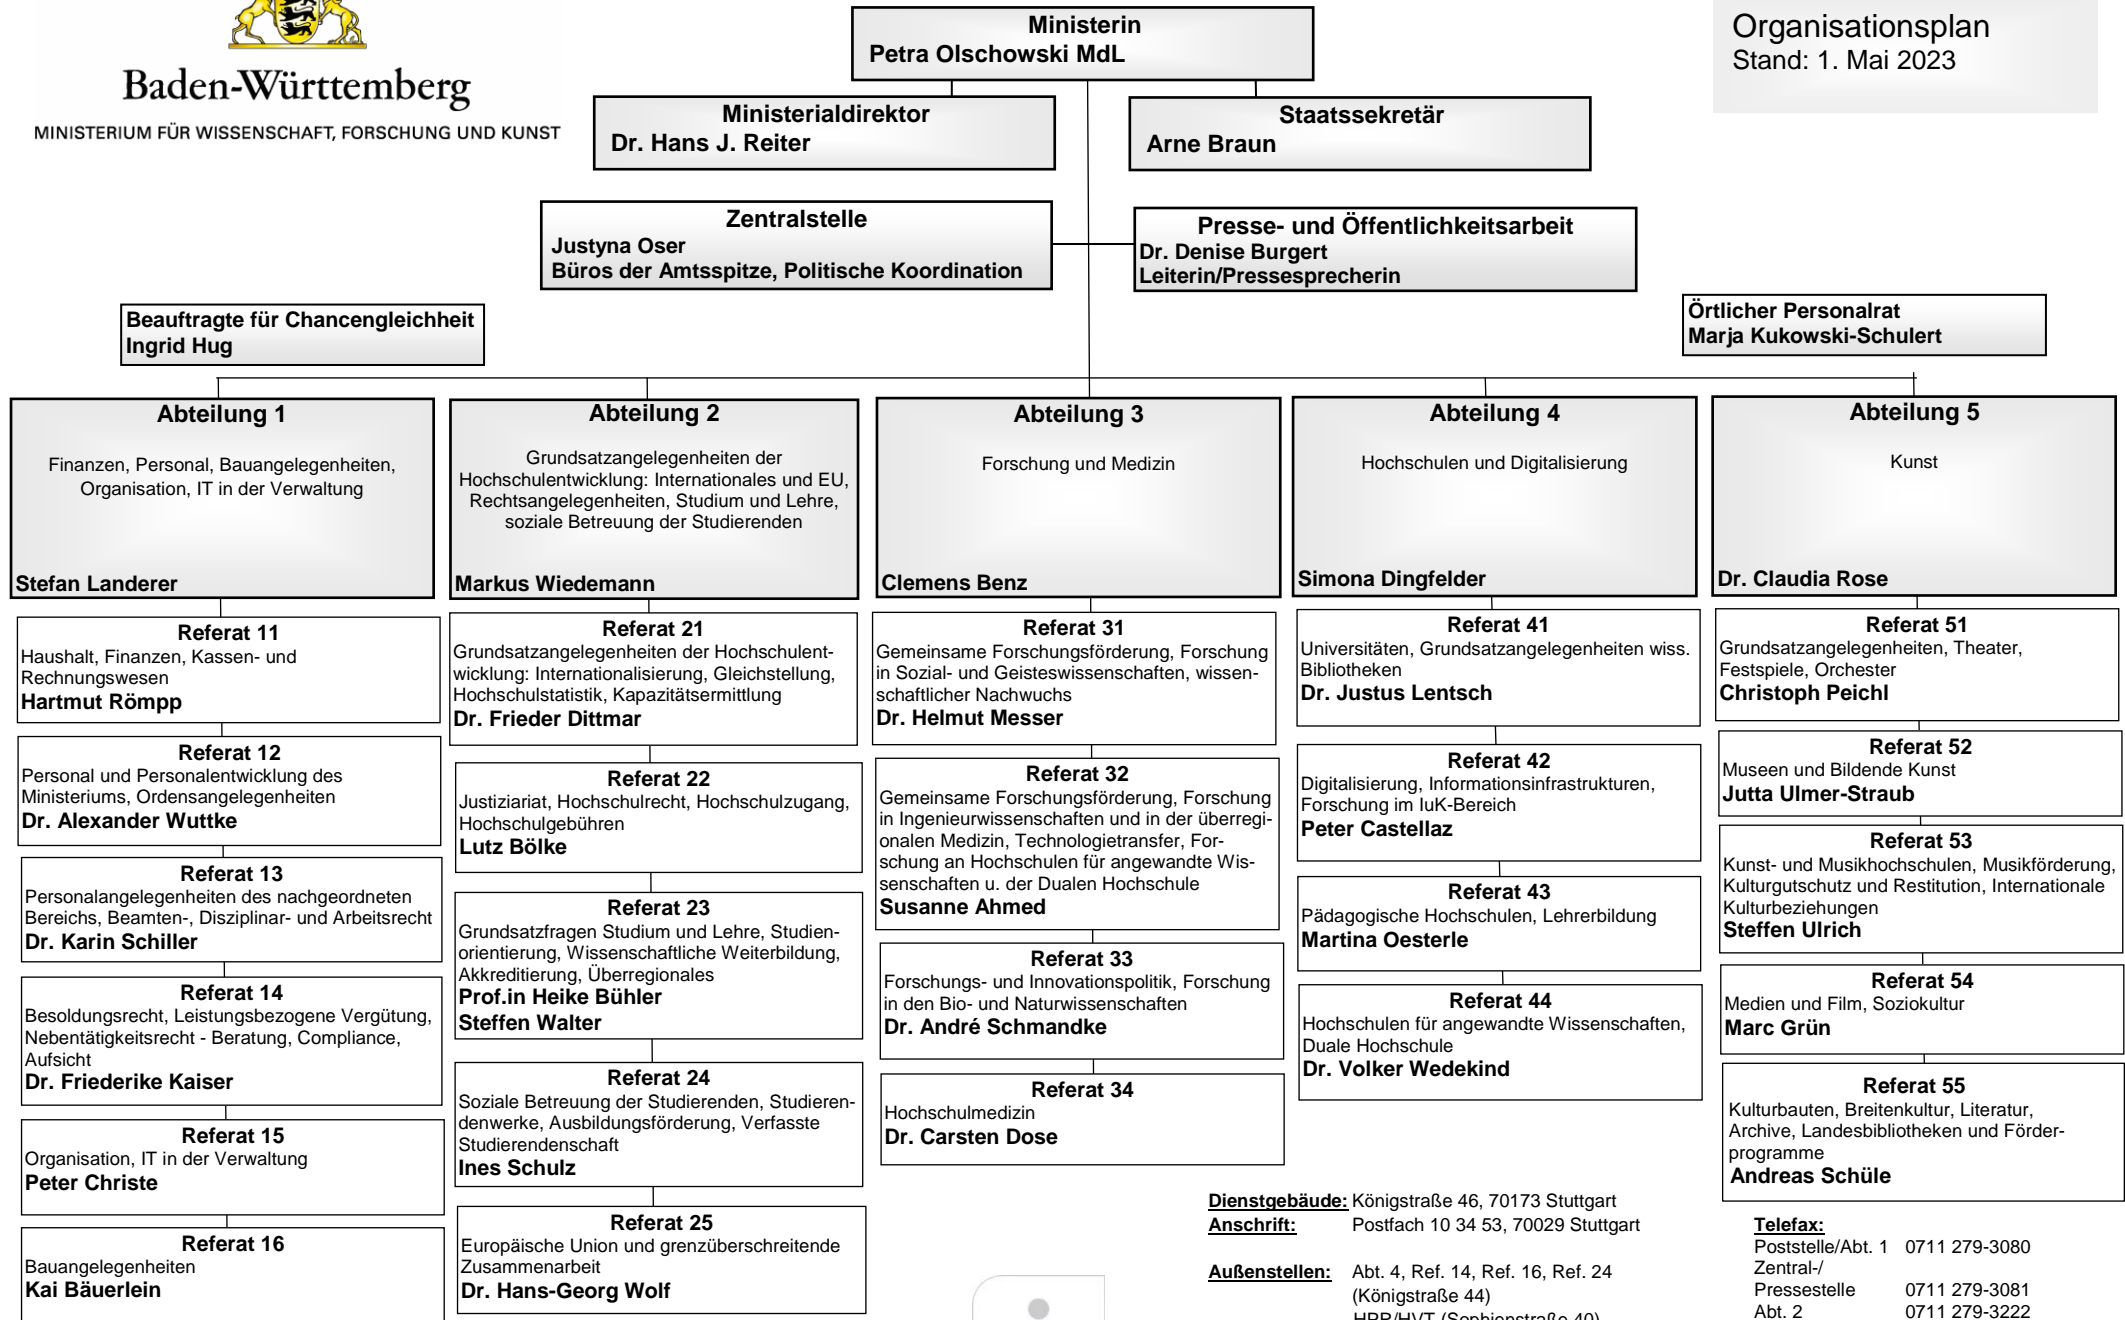 Baden-Württemberg
MINISTERIUM FÜR WISSENSCHAFT, FORSCHUNG UND KUNST
Ministerin
Petra Olschowski MdL
Organisationsplan
Stand: 1. Mai 2023
Ministerialdirektor
Dr. Hans J. Reiter
Staatssekretär
Arne Braun
Zentralstelle
Justyna Oser
Büros der Amtsspitze, Politische Koordination
Presse- und Öffentlichkeitsarbeit
Dr. Denise Burgert
Leiterin/Pressesprecherin
Beauftragte für Chancengleichheit
Ingrid Hug
Örtlicher Personalrat
Marja Kukowski-Schulert
Abteilung 1
Finanzen, Personal, Bauangelegenheiten,
Organisation, IT in der Verwaltung
Stefan Landerer
Referat 11
Haushalt, Finanzen, Kassen- und
Rechnungswesen
Hartmut Römpp
Referat 12
Personal und Personalentwicklung des
Ministeriums, Ordensangelegenheiten
Dr. Alexander Wuttke
Referat 13
Personalangelegenheiten des nachgeordneten
Bereichs, Beamten-, Disziplinar- und Arbeitsrecht
Dr. Karin Schiller
Referat 14
Besoldungsrecht, Leistungsbezogene Vergütung,
Nebentätigkeitsrecht - Beratung, Compliance,
Aufsicht
Dr. Friederike Kaiser
Referat 15
Organisation, IT in der Verwaltung
Peter Christe
Referat 16
Bauangelegenheiten
Kai Bäuerlein
Abteilung 2
Grundsatzangelegenheiten der
Hochschulentwicklung: Internationales und EU,
Rechtsangelegenheiten, Studium und Lehre,
soziale Betreuung der Studierenden
Markus Wiedemann
Referat 21
Grundsatzangelegenheiten der Hochschulent-
wicklung: Internationalisierung, Gleichstellung,
Hochschulstatistik, Kapazitätsermittlung
Dr. Frieder Dittmar
Referat 22
Justiziariat, Hochschulrecht, Hochschulzugang,
Hochschulgebühren
Lutz Bölke
Referat 23
Grundsatzfragen Studium und Lehre, Studien-
orientierung, Wissenschaftliche Weiterbildung,
Akkreditierung, Überregionales
Prof.in Heike Bühler
Steffen Walter
Referat 24
Soziale Betreuung der Studierenden, Studieren-
denwerke, Ausbildungsförderung, Verfasste
Studierendenschaft
Ines Schulz
Referat 25
Europäische Union und grenzüberschreitende
Zusammenarbeit
Dr. Hans-Georg Wolf
Abteilung 3
Forschung und Medizin
Clemens Benz
Referat 31
Gemeinsame Forschungsförderung, Forschung
in Sozial- und Geisteswissenschaften, wissen-
schaftlicher Nachwuchs
Dr. Helmut Messer
Referat 32
Gemeinsame Forschungsförderung, Forschung
in Ingenieurwissenschaften und in der überregi-
onalen Medizin, Technologietransfer, For-
schung an Hochschulen für angewandte Wis-
senschaften u. der Dualen Hochschule
Susanne Ahmed
Referat 33
Forschungs- und Innovationspolitik, Forschung
in den Bio- und Naturwissenschaften
Dr. André Schmandke
Referat 34
Hochschulmedizin
Dr. Carsten Dose
Abteilung 4
Hochschulen und Digitalisierung
Simona Dingfelder
Referat 41
Universitäten, Grundsatzangelegenheiten wiss.
Bibliotheken
Dr. Justus Lentsch
Referat 42
Digitalisierung, Informationsinfrastrukturen,
Forschung im IuK-Bereich
Peter Castellaz
Referat 43
Pädagogische Hochschulen, Lehrerbildung
Martina Oesterle
Referat 44
Hochschulen für angewandte Wissenschaften,
Duale Hochschule
Dr. Volker Wedekind
Abteilung 5
Kunst
Dr. Claudia Rose
Referat 51
Grundsatzangelegenheiten, Theater,
Festspiele, Orchester
Christoph Peichl
Referat 52
Museen und Bildende Kunst
Jutta Ulmer-Straub
Referat 53
Kunst- und Musikhochschulen, Musikförderung,
Kulturgutschutz und Restitution, Internationale
Kulturbeziehungen
Steffen Ulrich
Referat 54
Medien und Film, Soziokultur
Marc Grün
Referat 55
Kulturbauten, Breitenkultur, Literatur,
Archive, Landesbibliotheken und Förder-
programme
Andreas Schüle
Dienstgebäude: Königstraße 46, 70173 Stuttgart
Anschrift: Postfach 10 34 53, 70029 Stuttgart
Außenstellen: Abt. 4, Ref. 14, Ref. 16, Ref. 24
(Königstraße 44)
HPR/HVT (Sophienstraße 40)
Telefax:
Poststelle/Abt. 1 0711 279-3080
Zentral-/
Pressestelle 0711 279-3081
Abt. 2 0711 279-3222